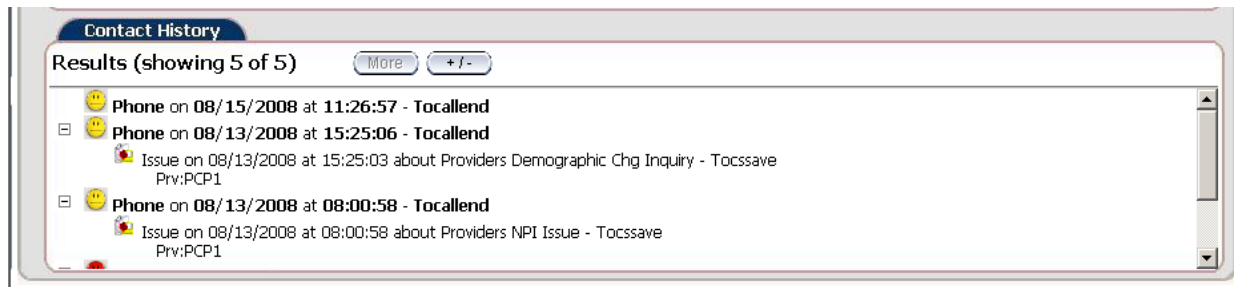 Contact History
Results (showing 5 of 5) More +/-
Phone on 08/15/2008 at 11:26:57 - Tocallend
Phone on 08/13/2008 at 15:25:06 - Tocallend
Issue on 08/13/2008 at 15:25:03 about Providers Demographic Chg Inquiry - Tocssave
Prv:PCP1
Phone on 08/13/2008 at 08:00:58 - Tocallend
Issue on 08/13/2008 at 08:00:58 about Providers NPI Issue - Tocssave
Prv:PCP1